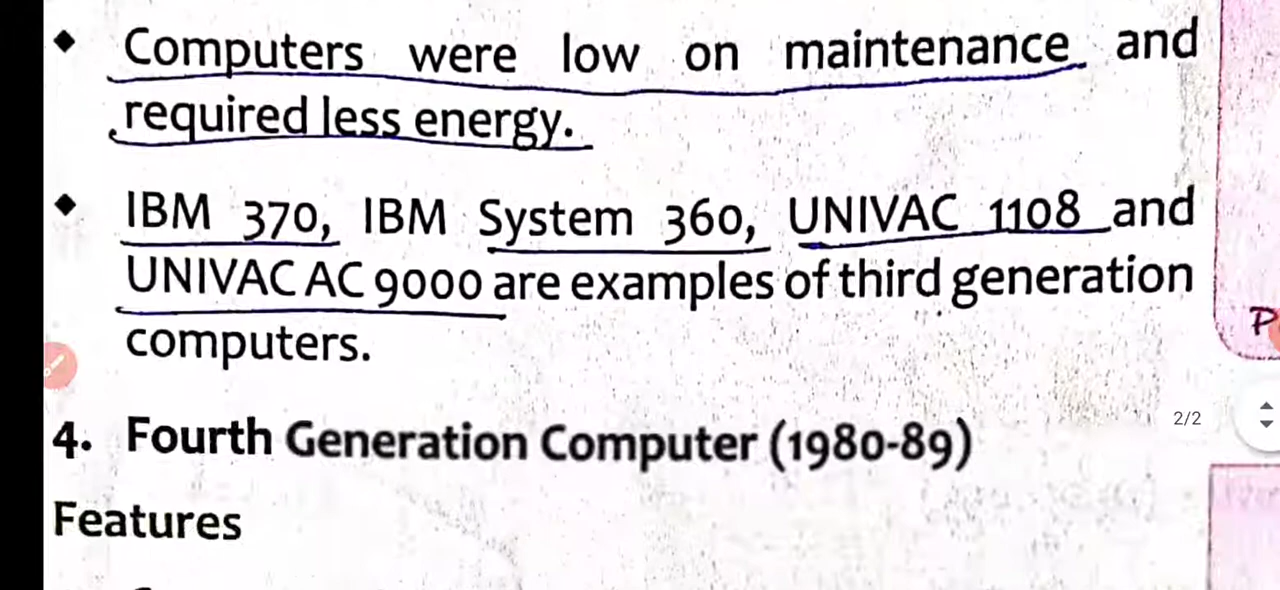 ◆ Computers were low on maintenance and
required less energy.
◆ IBM 370, IBM System 360, UNIVAC 1108 and
UNIVAC AC 9000 are examples of third generation
computers.
4. Fourth Generation Computer (1980-89)
Features
2/2